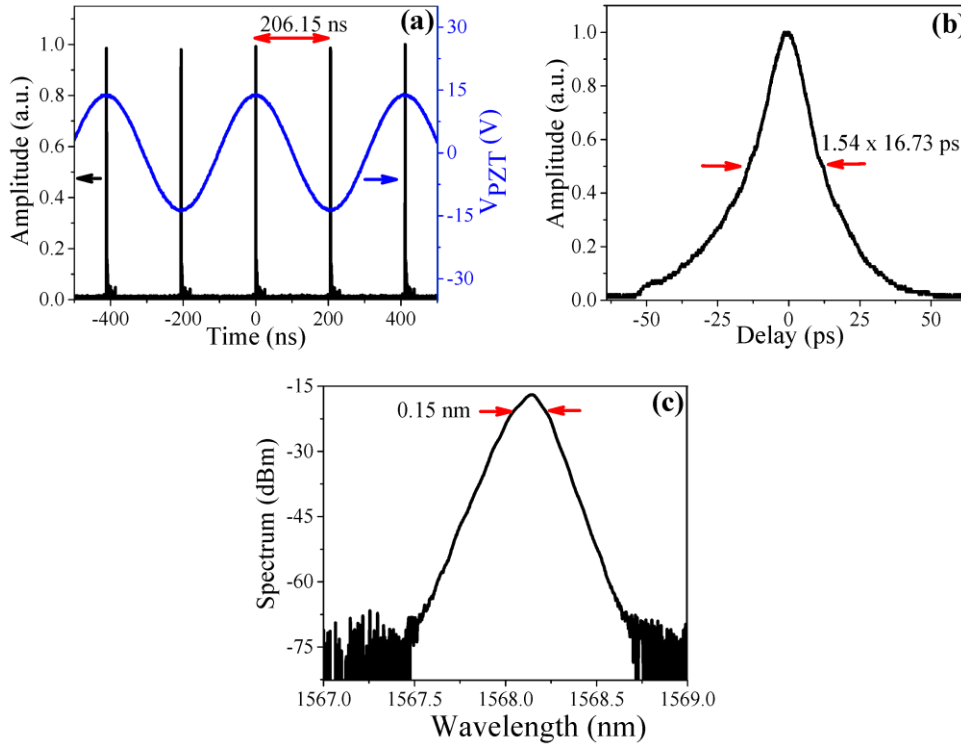 (a)
206.15 ns
Amplitude (a.u.)
1.0
0.8
0.6
0.4
0.2
0.0
-400
-200
0
200
400
Time (ns)
30
15
0
-15
-30
VPZT (V)
(b)
1.54 x 16.73 ps
Amplitude (a.u.)
1.0
0.8
0.6
0.4
0.2
0.0
-50
-25
0
25
50
Delay (ps)
(c)
0.15 nm
Spectrum (dBm)
-15
-30
-45
-60
-75
1567.0
1567.5
1568.0
1568.5
1569.0
Wavelength (nm)